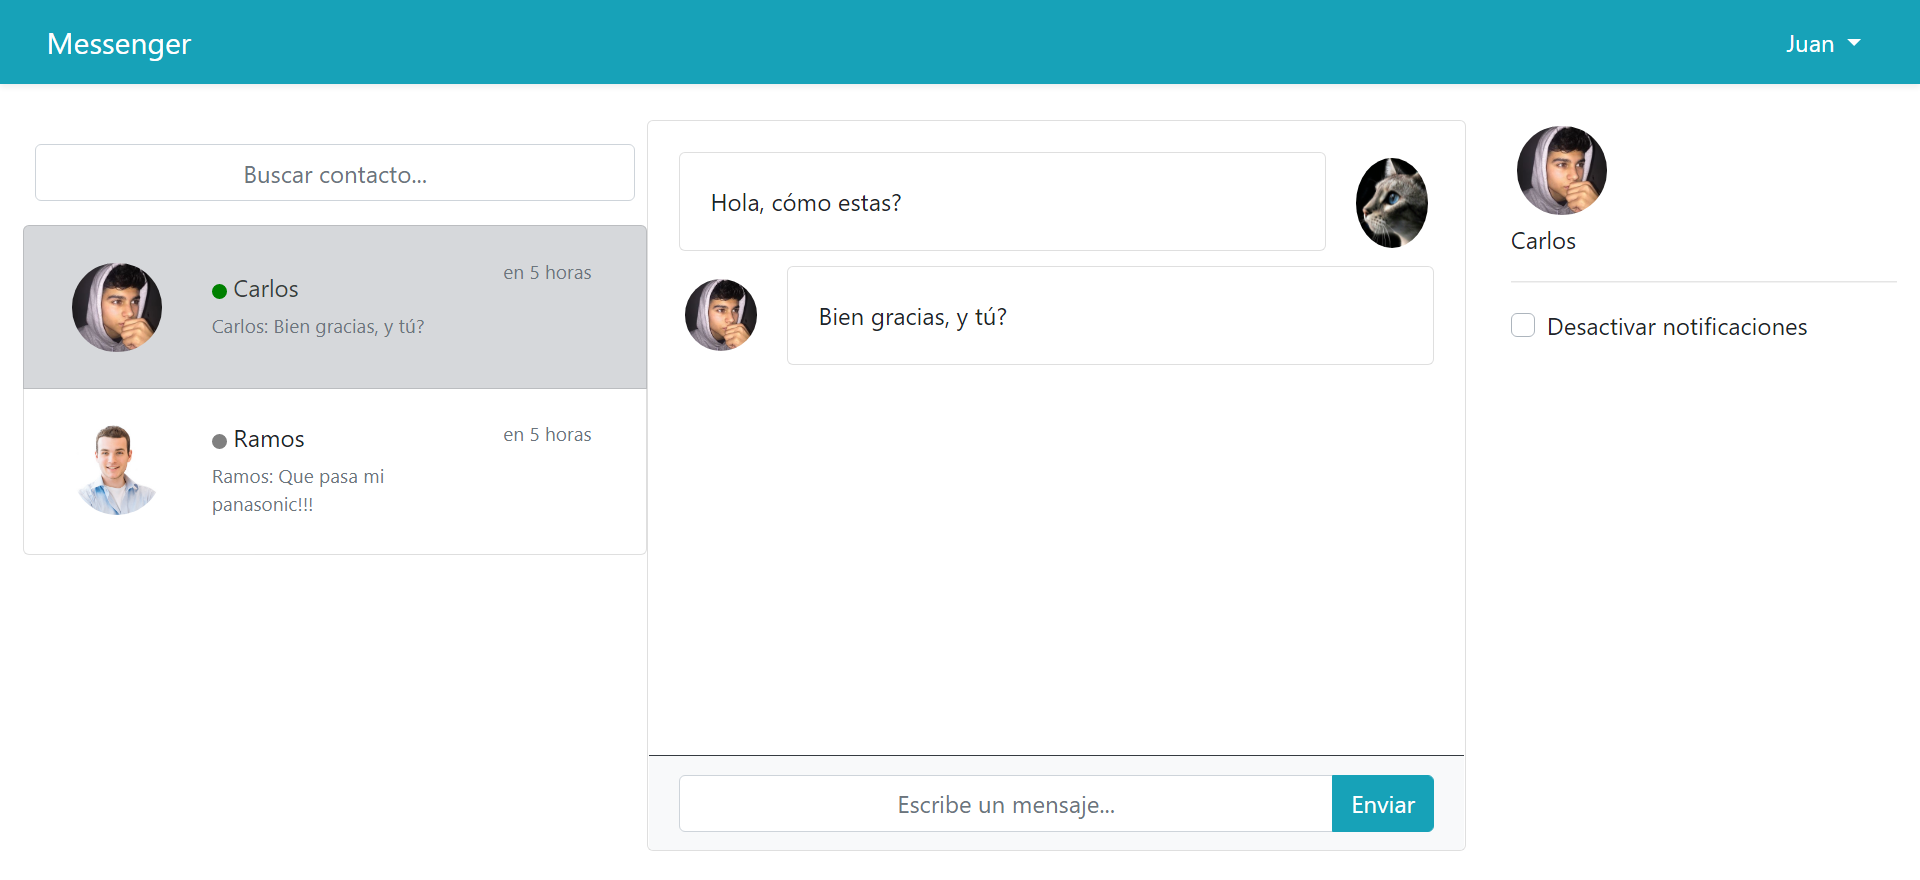 Messenger
Juan
Buscar contacto...
Carlos
en 5 horas
Carlos: Bien gracias, y tú?
Ramos
en 5 horas
Ramos: Que pasa mi
panasonic!!!
Hola, cómo estas?
Bien gracias, y tú?
Escribe un mensaje...
Enviar
Carlos
Desactivar notificaciones